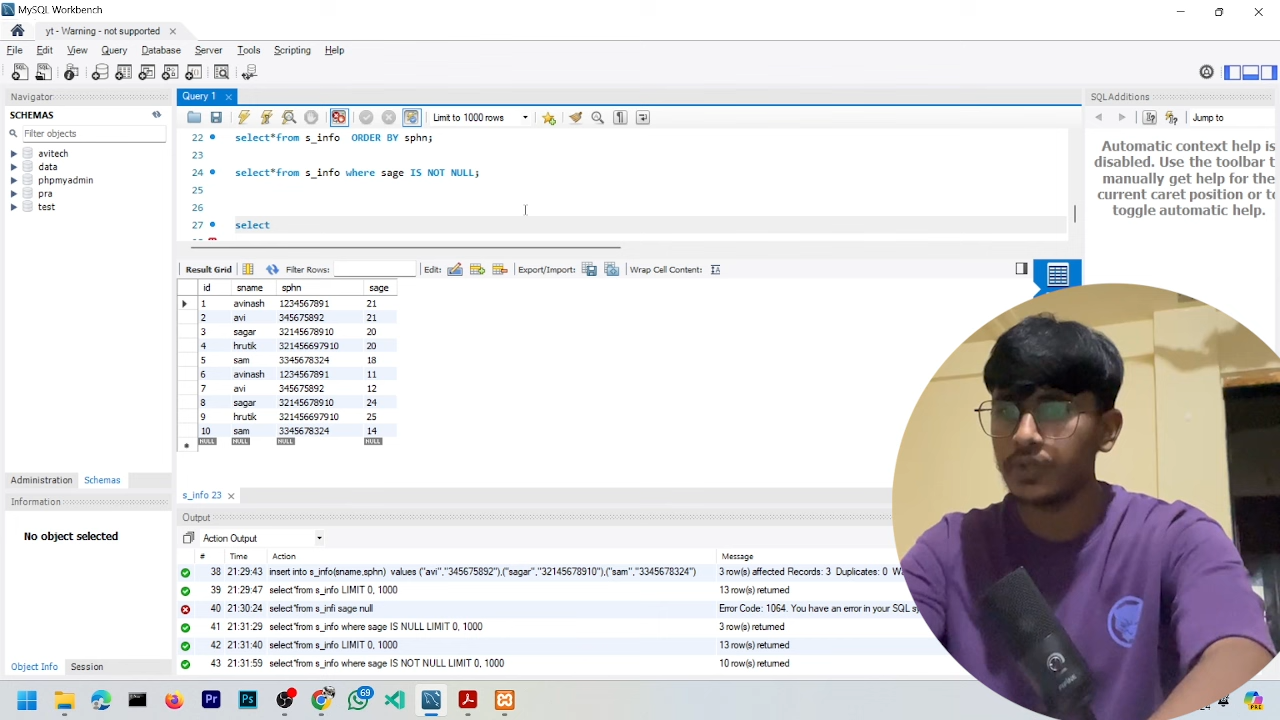 MySQL Workbench
yt - Warning - not supported
File Edit View Query Database Server Tools Scripting Help
Navigator
SCHEMAS
Filter objects
avitech
data
phpmyadmin
pra
test
Administration Schemas
Information
No object selected
Object Info Session
Query 1
Limit to 1000 rows
22 select*from s_info ORDER BY sphn;
23
24 select*from s_info where sage IS NOT NULL;
25
26
27 select
Result Grid Filter Rows: Edit: Export/Import: Wrap Cell Content:
id sname sphn sage
1 avinash 1234567891 21
2 avi 345675892 21
3 sagar 32145678910 20
4 hrutik 321456697910 20
5 sam 3345678324 18
6 avinash 1234567891 11
7 avi 345675892 12
8 sagar 32145678910 24
9 hrutik 321456697910 25
10 sam 3345678324 14
NULL NULL NULL NULL
s_info 23
Output
Action Output
# Time Action Message
38 21:29:43 insert into s_info(sname,sphn) values ("avi","345675892"),("sagar","32145678910"),("sam","3345678324") 3 row(s) affected Records: 3 Duplicates: 0
39 21:29:47 select*from s_info LIMIT 0, 1000 13 row(s) returned
40 21:30:24 select*from s_infi sage null Error Code: 1064. You have an error in your SQL
41 21:31:29 select*from s_info where sage IS NULL LIMIT 0, 1000 3 row(s) returned
42 21:31:40 select*from s_info LIMIT 0, 1000 13 row(s) returned
43 21:31:59 select*from s_info where sage IS NOT NULL LIMIT 0, 1000 10 row(s) returned
SQLAdditions
Jump to
Automatic context help is
disabled. Use the toolbar t
manually get help for the
current caret position or to
toggle automatic help.
69
Pr
Ps